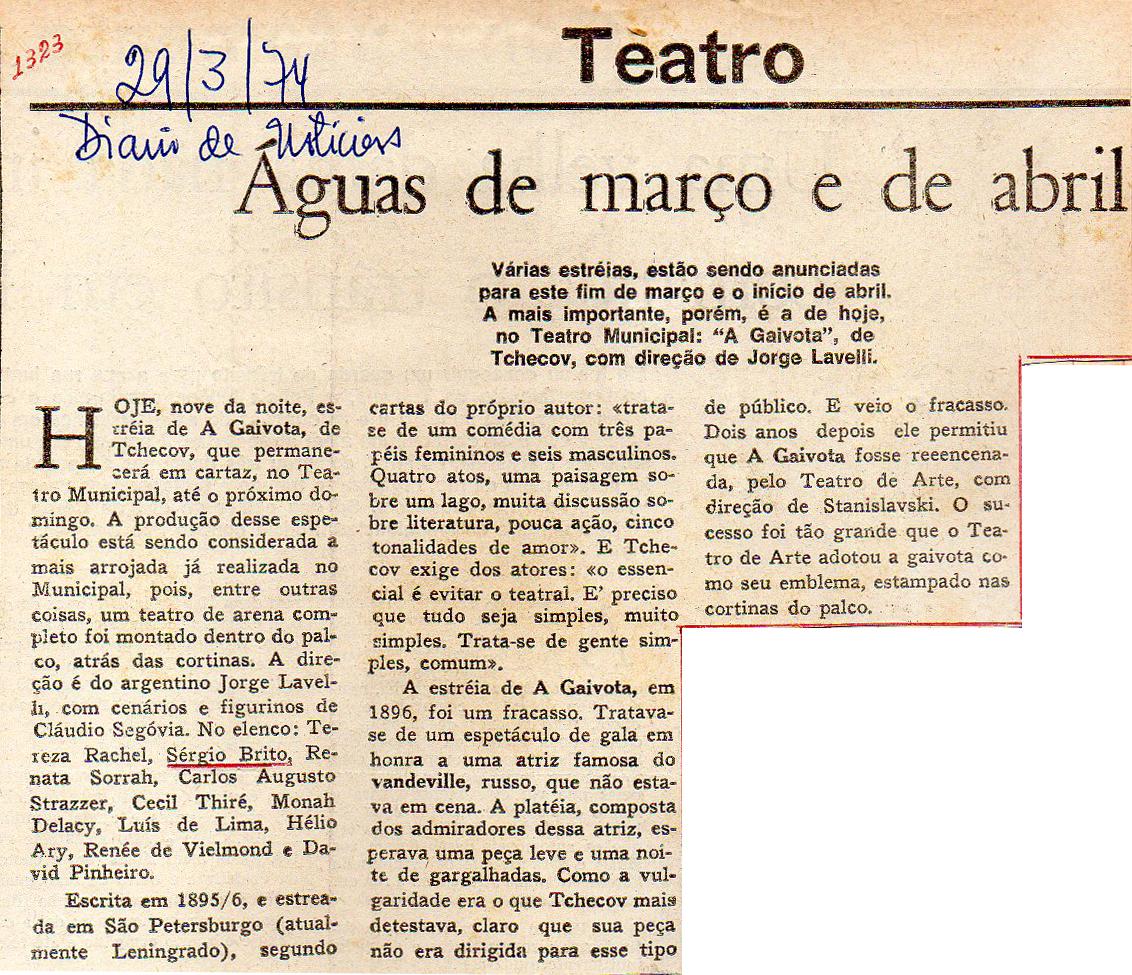 1323
29/3/74
Teatro
Diario de Notícias
Águas de março e de abril
Várias estréias, estão sendo anunciadas
para este fim de março e o início de abril.
A mais importante, porém, é a de hoje,
no Teatro Municipal: “A Gaivota”, de
Tchecov, com direção de Jorge Lavelli.
HOJE, nove da noite, es-
tréia de A Gaivota, de
Tchecov, que permane-
cerá em cartaz, no Tea-
tro Municipal, até o próximo do-
mingo. A produção desse espe-
táculo está sendo considerada a
mais arrojada já realizada no
Municipal, pois, entre outras
coisas, um teatro de arena com-
pleto foi montado dentro do pal-
co, atrás das cortinas. A dire-
ção é do argentino Jorge Lavel-
li, com cenários e figurinos de
Cláudio Segóvia. No elenco: Te-
reza Rachel, Sérgio Brito, Re-
nata Sorrah, Carlos Augusto
Strazzer, Cecil Thiré, Monah
Delacy, Luís de Lima, Hélio
Ary, Renée de Vielmond e Da-
vid Pinheiro.
Escrita em 1895/6, e estrea-
da em São Petersburgo (atual-
mente Leningrado), segundo
cartas do próprio autor: «trata-
se de um comédia com três pa-
péis femininos e seis masculinos.
Quatro atos, uma paisagem so-
bre um lago, muita discussão so-
bre literatura, pouca ação, cinco
tonalidades de amor». E Tche-
cov exige dos atores: «o essen-
cial é evitar o teatral. E’ preciso
que tudo seja simples, muito
simples. Trata-se de gente sim-
ples, comum».
A estréia de A Gaivota, em
1896, foi um fracasso. Tratava-
se de um espetáculo de gala em
honra a uma atriz famosa do
vandeville, russo, que não esta-
va em cena. A platéia, composta
dos admiradores dessa atriz, es-
perava uma peça leve e uma noi-
te de gargalhadas. Como a vul-
garidade era o que Tchecov mais
detestava, claro que sua peça
não era dirigida para esse tipo
de público. E veio o fracasso.
Dois anos depois ele permitiu
que A Gaivota fosse reeencena-
da, pelo Teatro de Arte, com
direção de Stanislavski. O su-
cesso foi tão grande que o Tea-
tro de Arte adotou a gaivota co-
mo seu emblema, estampado nas
cortinas do palco.